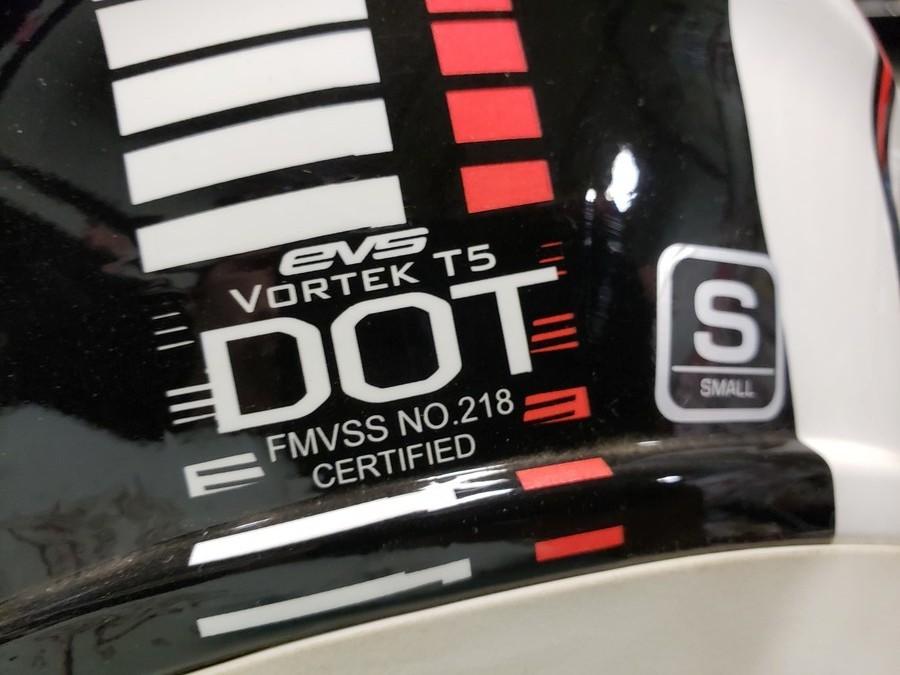 evs
VORTEK T5
DOT
FMVSS NO.218
CERTIFIED
S
SMALL